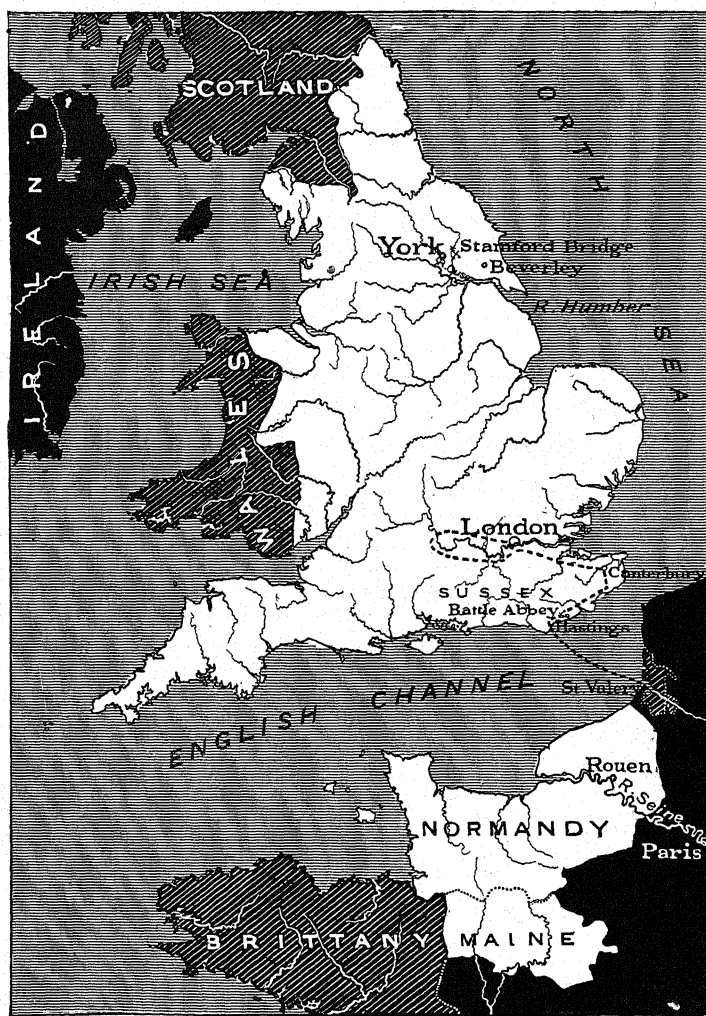 SCOTLAND
NORTH SEA
IRELAND
York
Stamford Bridge
Beverley
IRISH SEA
R. Humber
WALES
London
Canterbury
SUSSEX
Battle Abbey
Hastings
St Valery
ENGLISH CHANNEL
Rouen
R. Seine
NORMANDY
Paris
BRITTANY
MAINE